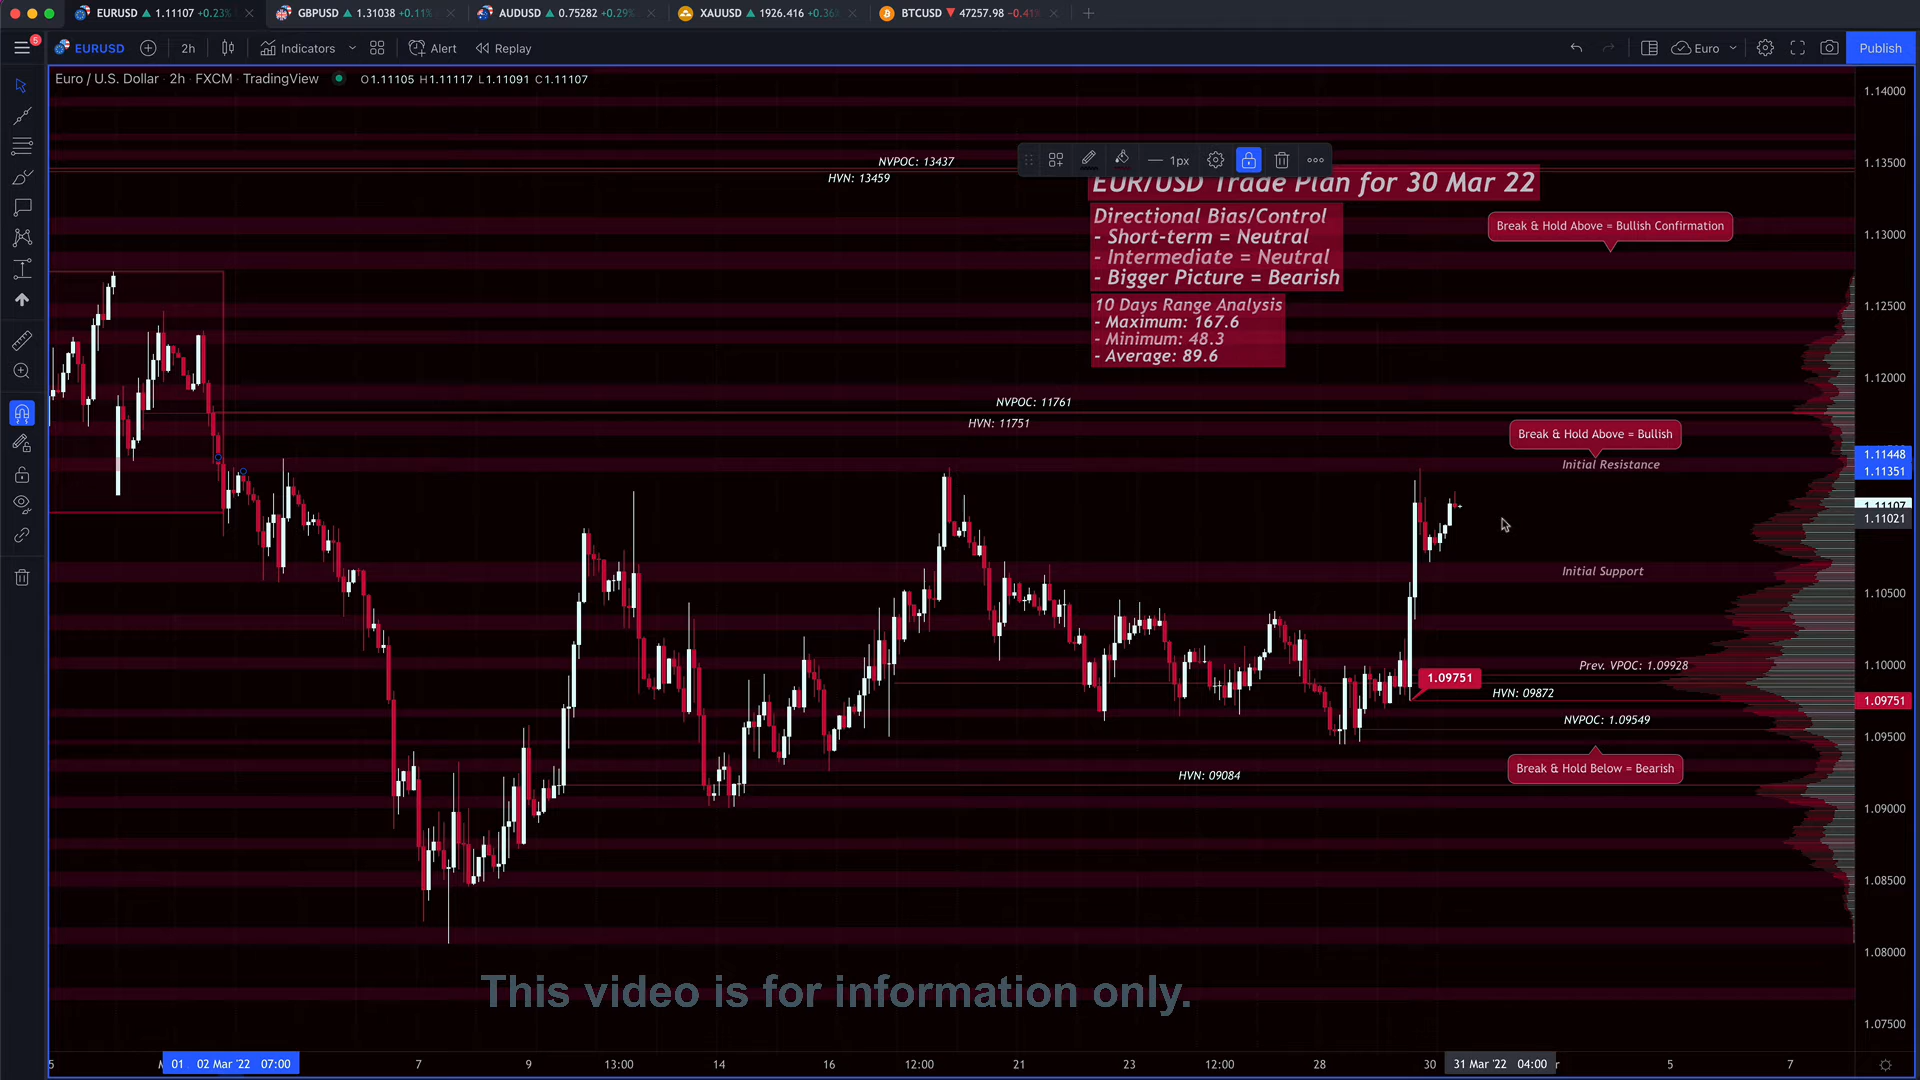 EURUSD 1.11107 +0.23%
GBPUSD 1.31038 +0.11%
AUDUSD 0.75282 +0.29%
XAUUSD 1926.416 +0.36
BTCUSD 47257.98 −0.41
5
EURUSD 2h Indicators Alert Replay Euro Publish
Euro / U.S. Dollar · 2h · FXCM · TradingView O1.11105 H1.11117 L1.11091 C1.11107
1px
EUR/USD Trade Plan for 30 Mar 22
Directional Bias/Control
- Short-term = Neutral
- Intermediate = Neutral
- Bigger Picture = Bearish
10 Days Range Analysis
- Maximum: 167.6
- Minimum: 48.3
- Average: 89.6
NVPOC: 13437
HVN: 13459
Break & Hold Above = Bullish Confirmation
NVPOC: 11761
HVN: 11751
Break & Hold Above = Bullish
Initial Resistance
Initial Support
Prev. VPOC: 1.09928
1.09751
HVN: 09872
NVPOC: 1.09549
Break & Hold Below = Bearish
HVN: 09084
1.14000
1.13500
1.13000
1.12500
1.12000
1.11448
1.11351
1.11107
1.11021
1.10500
1.10000
1.09751
1.09500
1.09000
1.08500
1.08000
1.07500
This video is for information only.
5 01 02 Mar '22 07:00 7 9 13:00 14 16 12:00 21 23 12:00 28 30 31 Mar '22 04:00 r 5 7